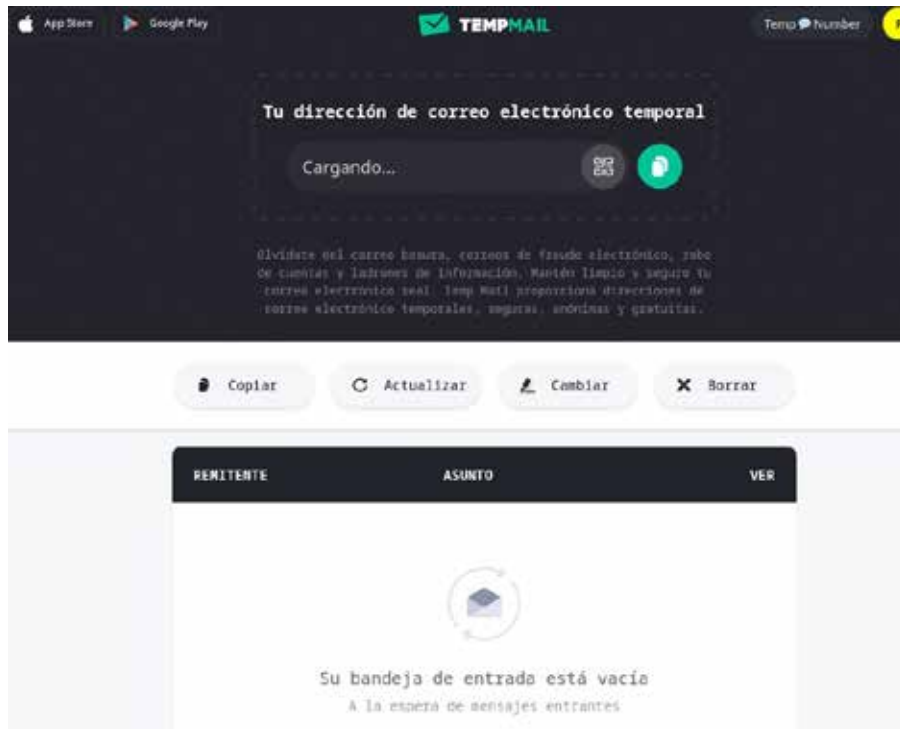 App Store
Google Play
TEMPMAIL
Temp Number
Tu dirección de correo electrónico temporal
Cargando...
Olvídate del correo basura, correos de fraude electrónico, robo
de cuentas y ladrones de información. Mantén limpio y seguro tu
correo electrónico real. Temp Mail proporciona direcciones de
correo electrónico temporales, seguras, anónimas y gratuitas.
Copiar
Actualizar
Cambiar
Borrar
REMITENTE
ASUNTO
VER
Su bandeja de entrada está vacía
A la espera de mensajes entrantes